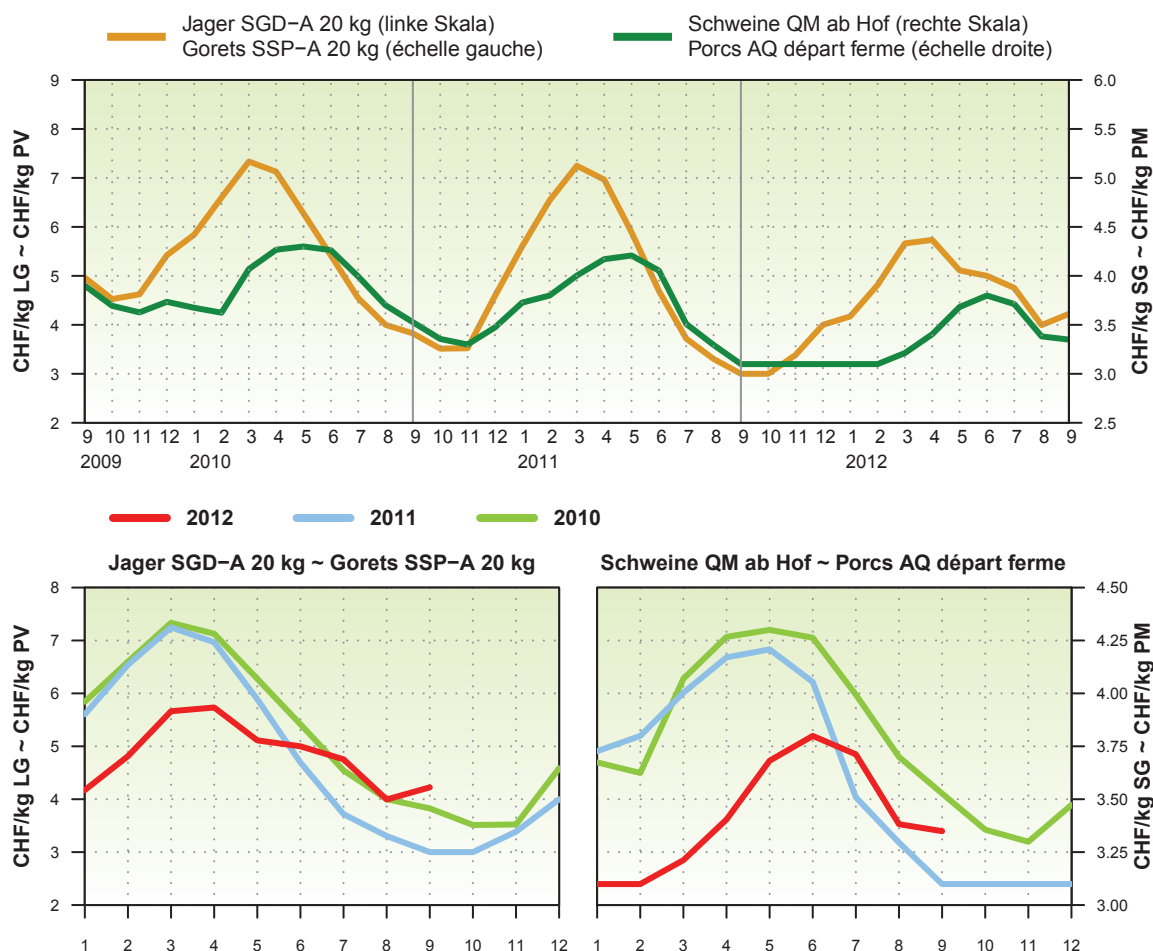 Jager SGD−A 20 kg (linke Skala)
Gorets SSP−A 20 kg (échelle gauche)
Schweine QM ab Hof (rechte Skala)
Porcs AQ départ ferme (échelle droite)
CHF/kg LG ~ CHF/kg PV
9
8
7
6
5
4
3
2
6.0
5.5
5.0
4.5
4.0
3.5
3.0
2.5
CHF/kg SG ~ CHF/kg PM
9 10 11 12 1 2 3 4 5 6 7 8 9 10 11 12 1 2 3 4 5 6 7 8 9 10 11 12 1 2 3 4 5 6 7 8 9
2009 2010 2011 2012
2012 2011 2010
Jager SGD−A 20 kg ~ Gorets SSP−A 20 kg
CHF/kg LG ~ CHF/kg PV
8
7
6
5
4
3
2
1 2 3 4 5 6 7 8 9 10 11 12
Schweine QM ab Hof ~ Porcs AQ départ ferme
4.50
4.25
4.00
3.75
3.50
3.25
3.00
CHF/kg SG ~ CHF/kg PM
1 2 3 4 5 6 7 8 9 10 11 12